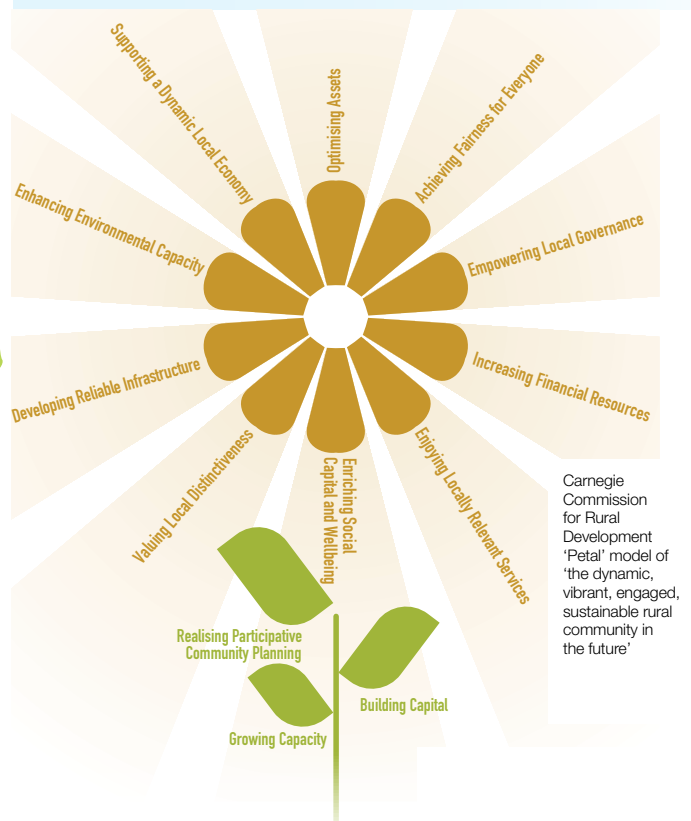 Supporting a Dynamic Local Economy
Optimising Assets
Achieving Fairness for Everyone
Enhancing Environmental Capacity
Empowering Local Governance
Developing Reliable Infrastructure
Increasing Financial Resources
Valuing Local Distinctiveness
Enriching Social
Capital and Wellbeing
Enjoying Locally Relevant Services
Carnegie
Commission
for Rural
Development
‘Petal’ model of
‘the dynamic,
vibrant, engaged,
sustainable rural
community in
the future’
Realising Participative
Community Planning
Building Capital
Growing Capacity